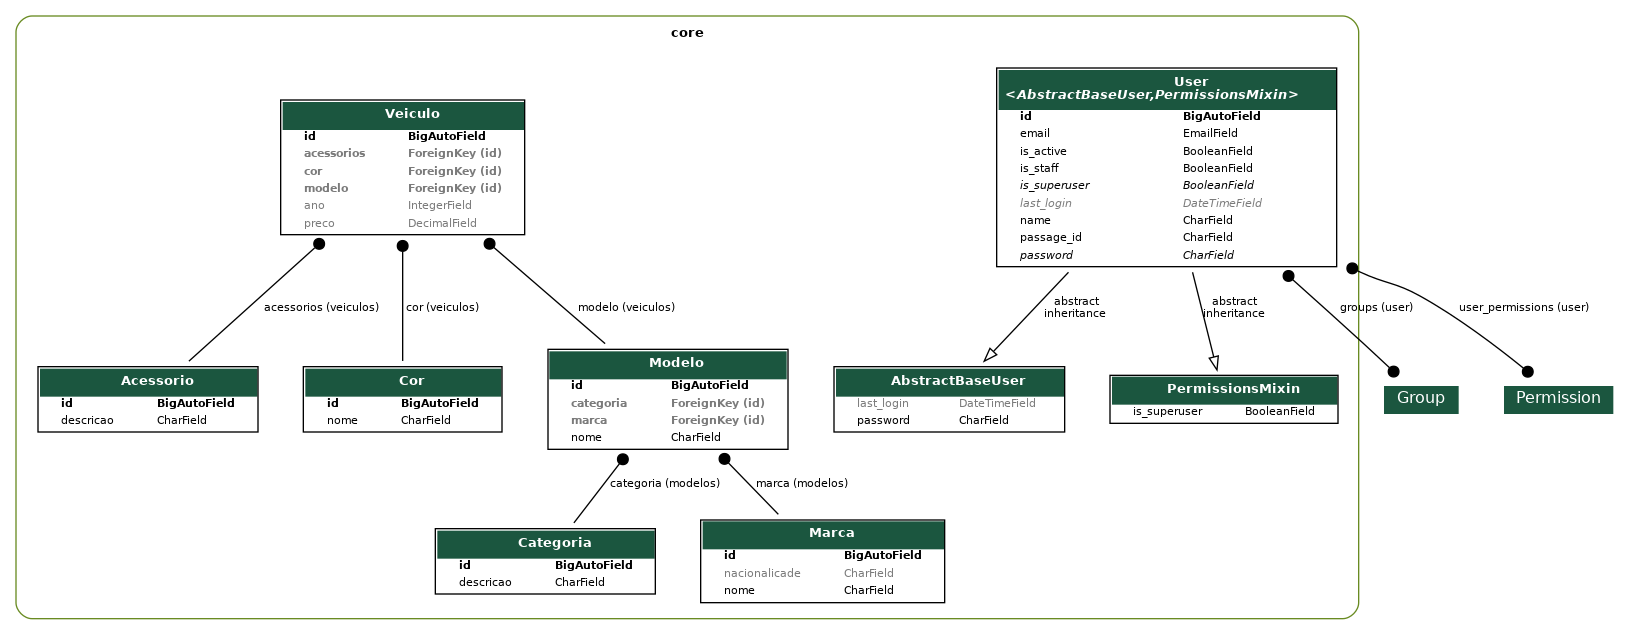 core
Veiculo
id BigAutoField
acessorios ForeignKey (id)
cor ForeignKey (id)
modelo ForeignKey (id)
ano IntegerField
preco DecimalField
User
<AbstractBaseUser,PermissionsMixin>
id BigAutoField
email EmailField
is_active BooleanField
is_staff BooleanField
is_superuser BooleanField
last_login DateTimeField
name CharField
passage_id CharField
password CharField
acessorios (veiculos)
cor (veiculos)
modelo (veiculos)
abstract
inheritance
abstract
inheritance
groups (user)
user_permissions (user)
Acessorio
id BigAutoField
descricao CharField
Cor
id BigAutoField
nome CharField
Modelo
id BigAutoField
categoria ForeignKey (id)
marca ForeignKey (id)
nome CharField
AbstractBaseUser
last_login DateTimeField
password CharField
PermissionsMixin
is_superuser BooleanField
Group
Permission
categoria (modelos)
marca (modelos)
Categoria
id BigAutoField
descricao CharField
Marca
id BigAutoField
nacionalicade CharField
nome CharField